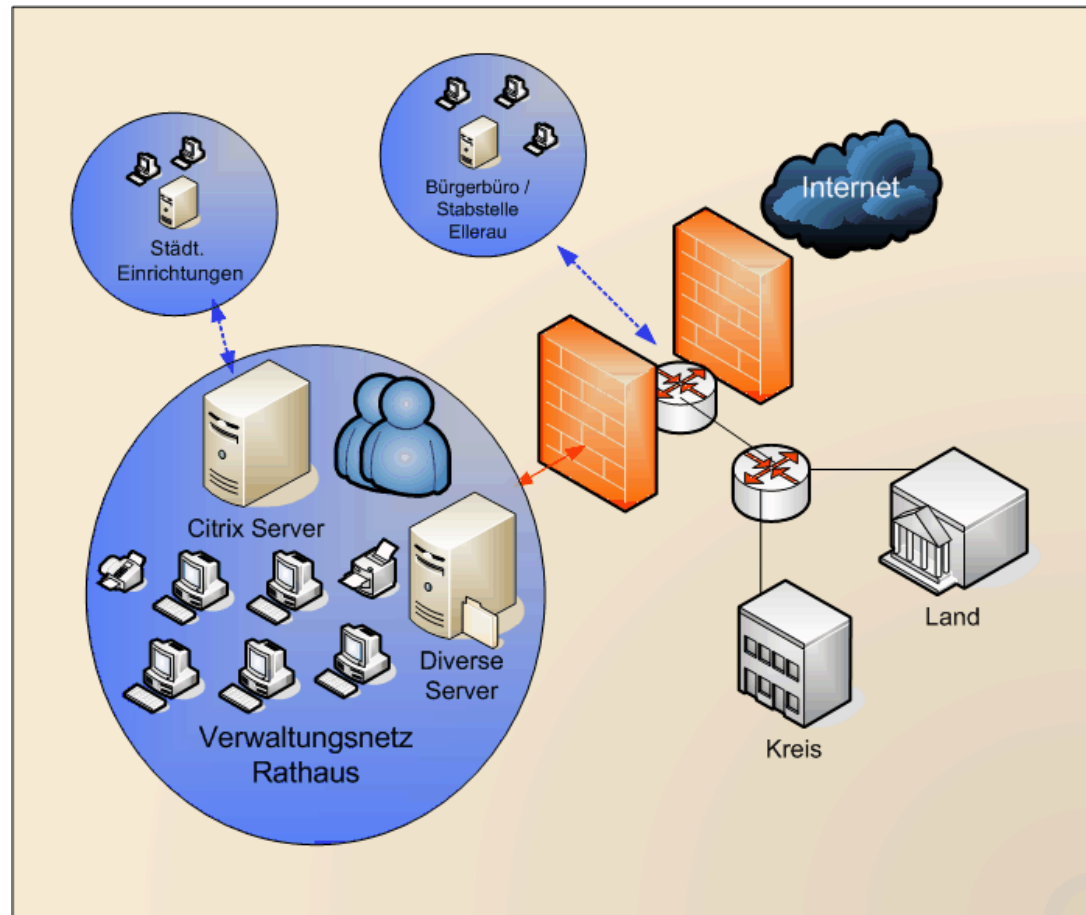 Bürgerbüro /
Stabstelle
Ellerau
Internet
Städt.
Einrichtungen
Citrix Server
Diverse
Server
Verwaltungsnetz
Rathaus
Land
Kreis